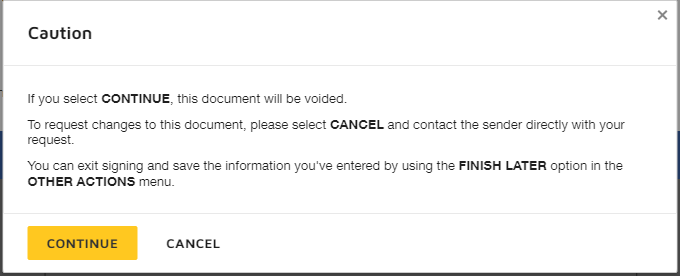 Caution
If you select CONTINUE, this document will be voided.
To request changes to this document, please select CANCEL and contact the sender directly with your
request.
You can exit signing and save the information you've entered by using the FINISH LATER option in the
OTHER ACTIONS menu.
CONTINUE CANCEL